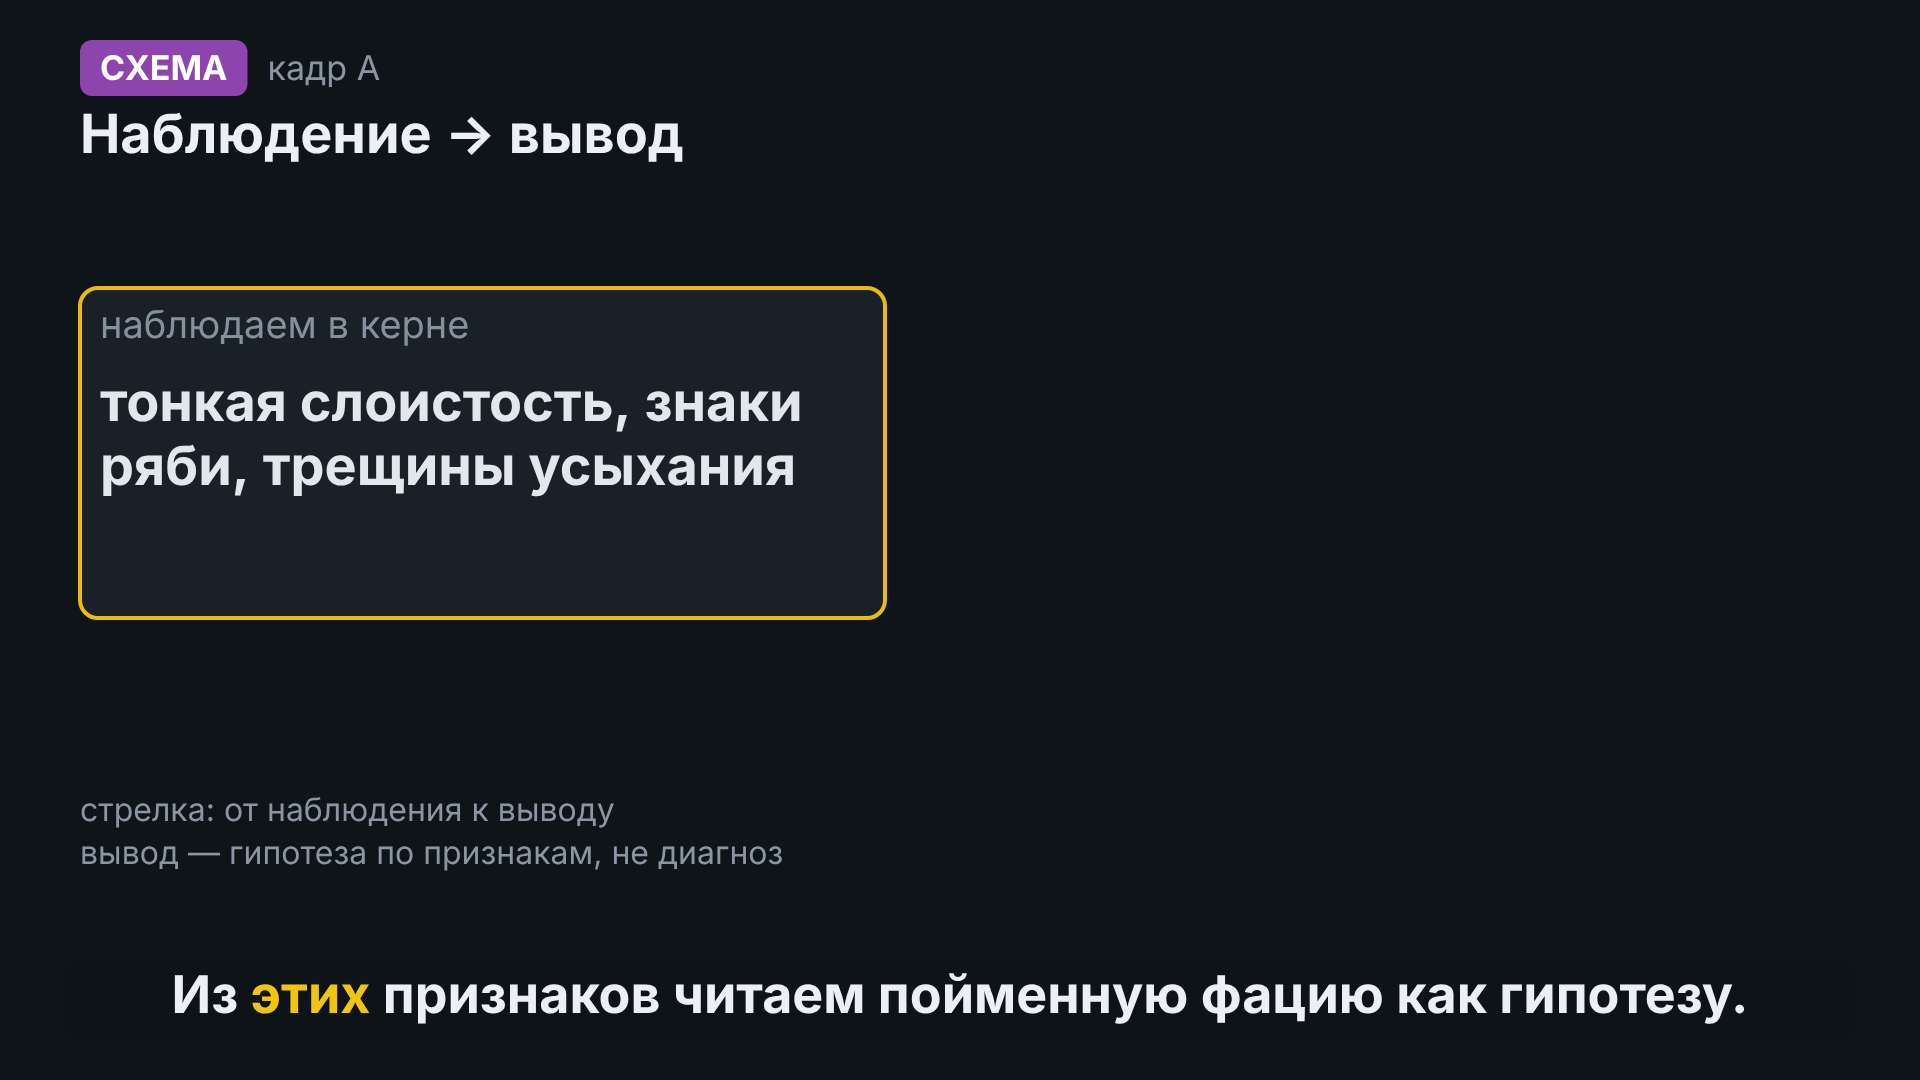 СХЕМА кадр А
Наблюдение → вывод
наблюдаем в керне
тонкая слоистость, знаки
ряби, трещины усыхания
стрелка: от наблюдения к выводу
вывод — гипотеза по признакам, не диагноз
Из этих признаков читаем пойменную фацию как гипотезу.